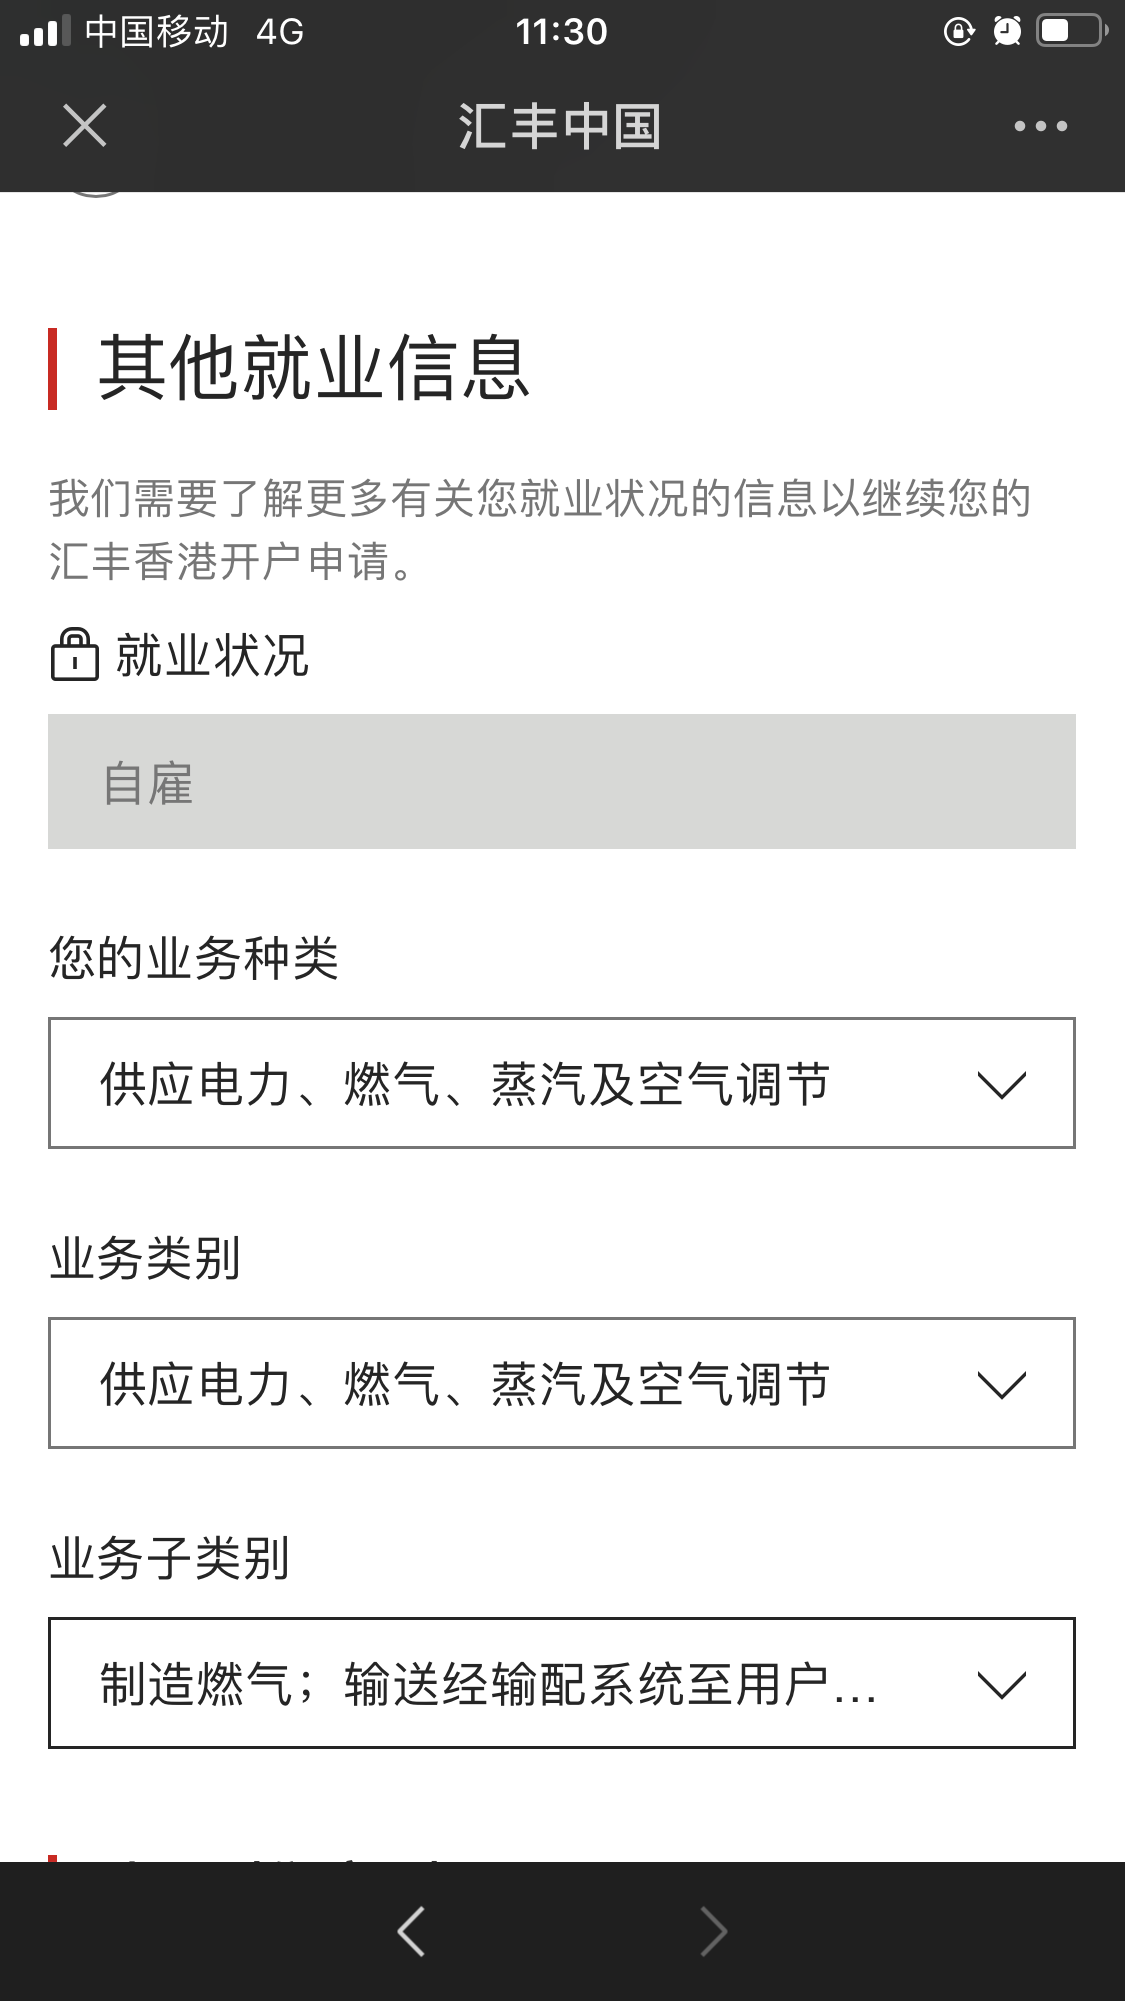 中国移动 4G 11:30
汇丰中国
其他就业信息
我们需要了解更多有关您就业状况的信息以继续您的
汇丰香港开户申请。
就业状况
自雇
您的业务种类
供应电力、燃气、蒸汽及空气调节
业务类别
供应电力、燃气、蒸汽及空气调节
业务子类别
制造燃气；输送经输配系统至用户...